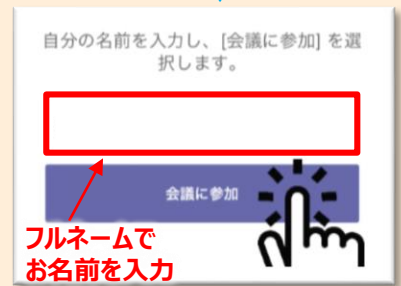 自分の名前を入力し、[会議に参加] を選
択します。
会議に参加
フルネームで
お名前を入力